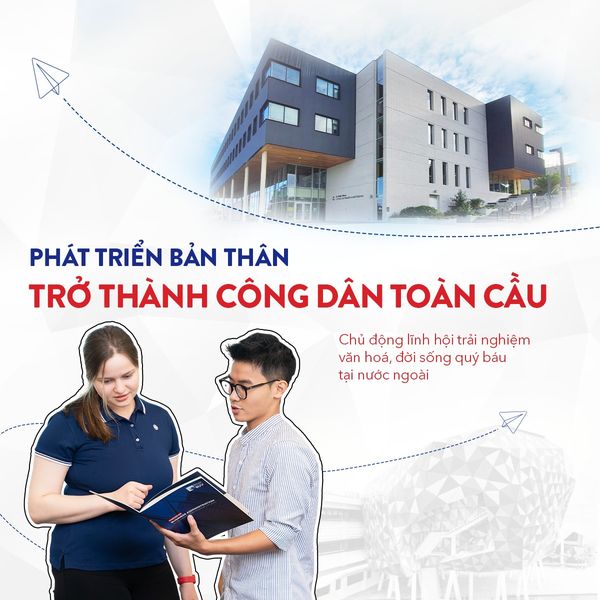 PHÁT TRIỂN BẢN THÂN
TRỞ THÀNH CÔNG DÂN TOÀN CẦU
Chủ động lĩnh hội trải nghiệm
văn hoá, đời sống quý báu
tại nước ngoài